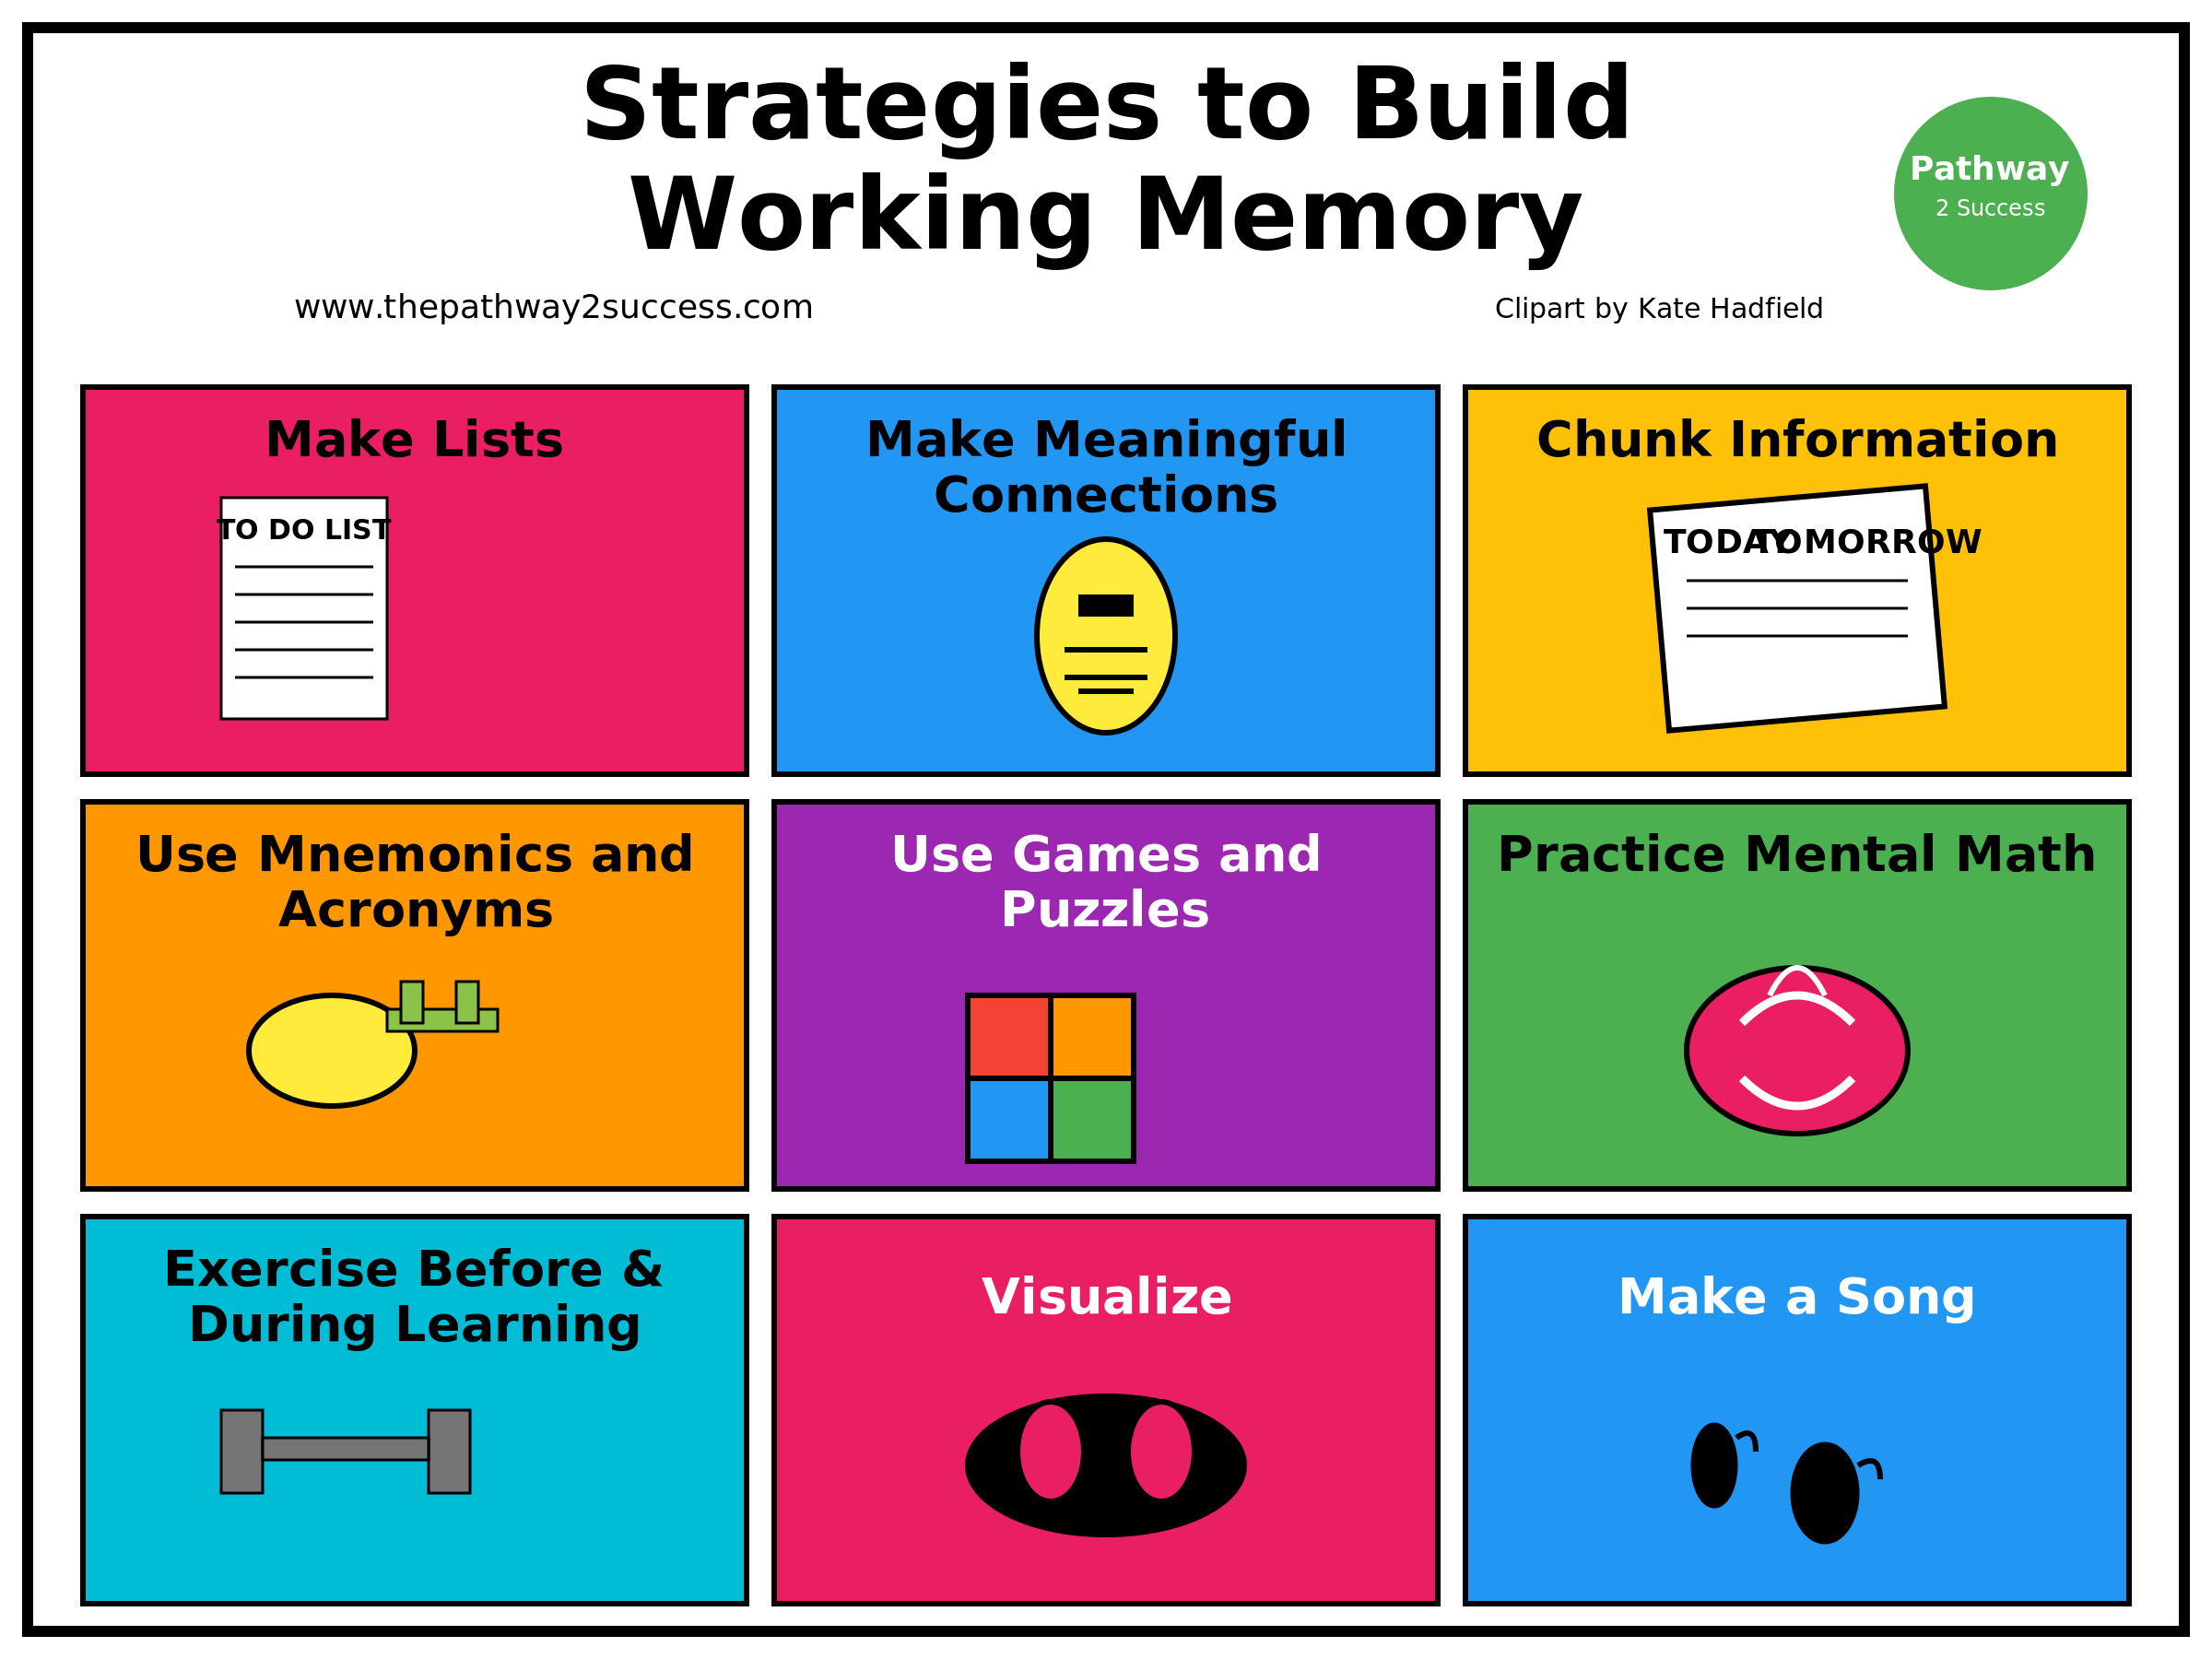 Strategies to Build
Working Memory
Pathway
2 Success
www.thepathway2success.com
Clipart by Kate Hadfield
Make Lists
TO DO LIST
Make Meaningful
Connections
Chunk Information
TODAY
TOMORROW
Use Mnemonics and
Acronyms
Use Games and
Puzzles
Practice Mental Math
Exercise Before &
During Learning
Visualize
Make a Song